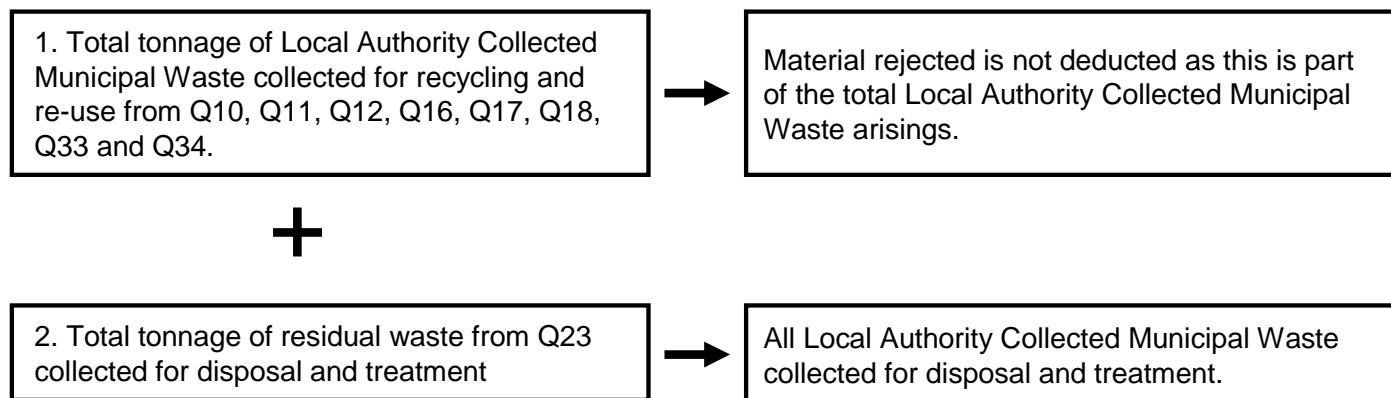 1. Total tonnage of Local Authority Collected
Municipal Waste collected for recycling and
re-use from Q10, Q11, Q12, Q16, Q17, Q18,
Q33 and Q34.
Material rejected is not deducted as this is part
of the total Local Authority Collected Municipal
Waste arisings.
+
2. Total tonnage of residual waste from Q23
collected for disposal and treatment
All Local Authority Collected Municipal Waste
collected for disposal and treatment.